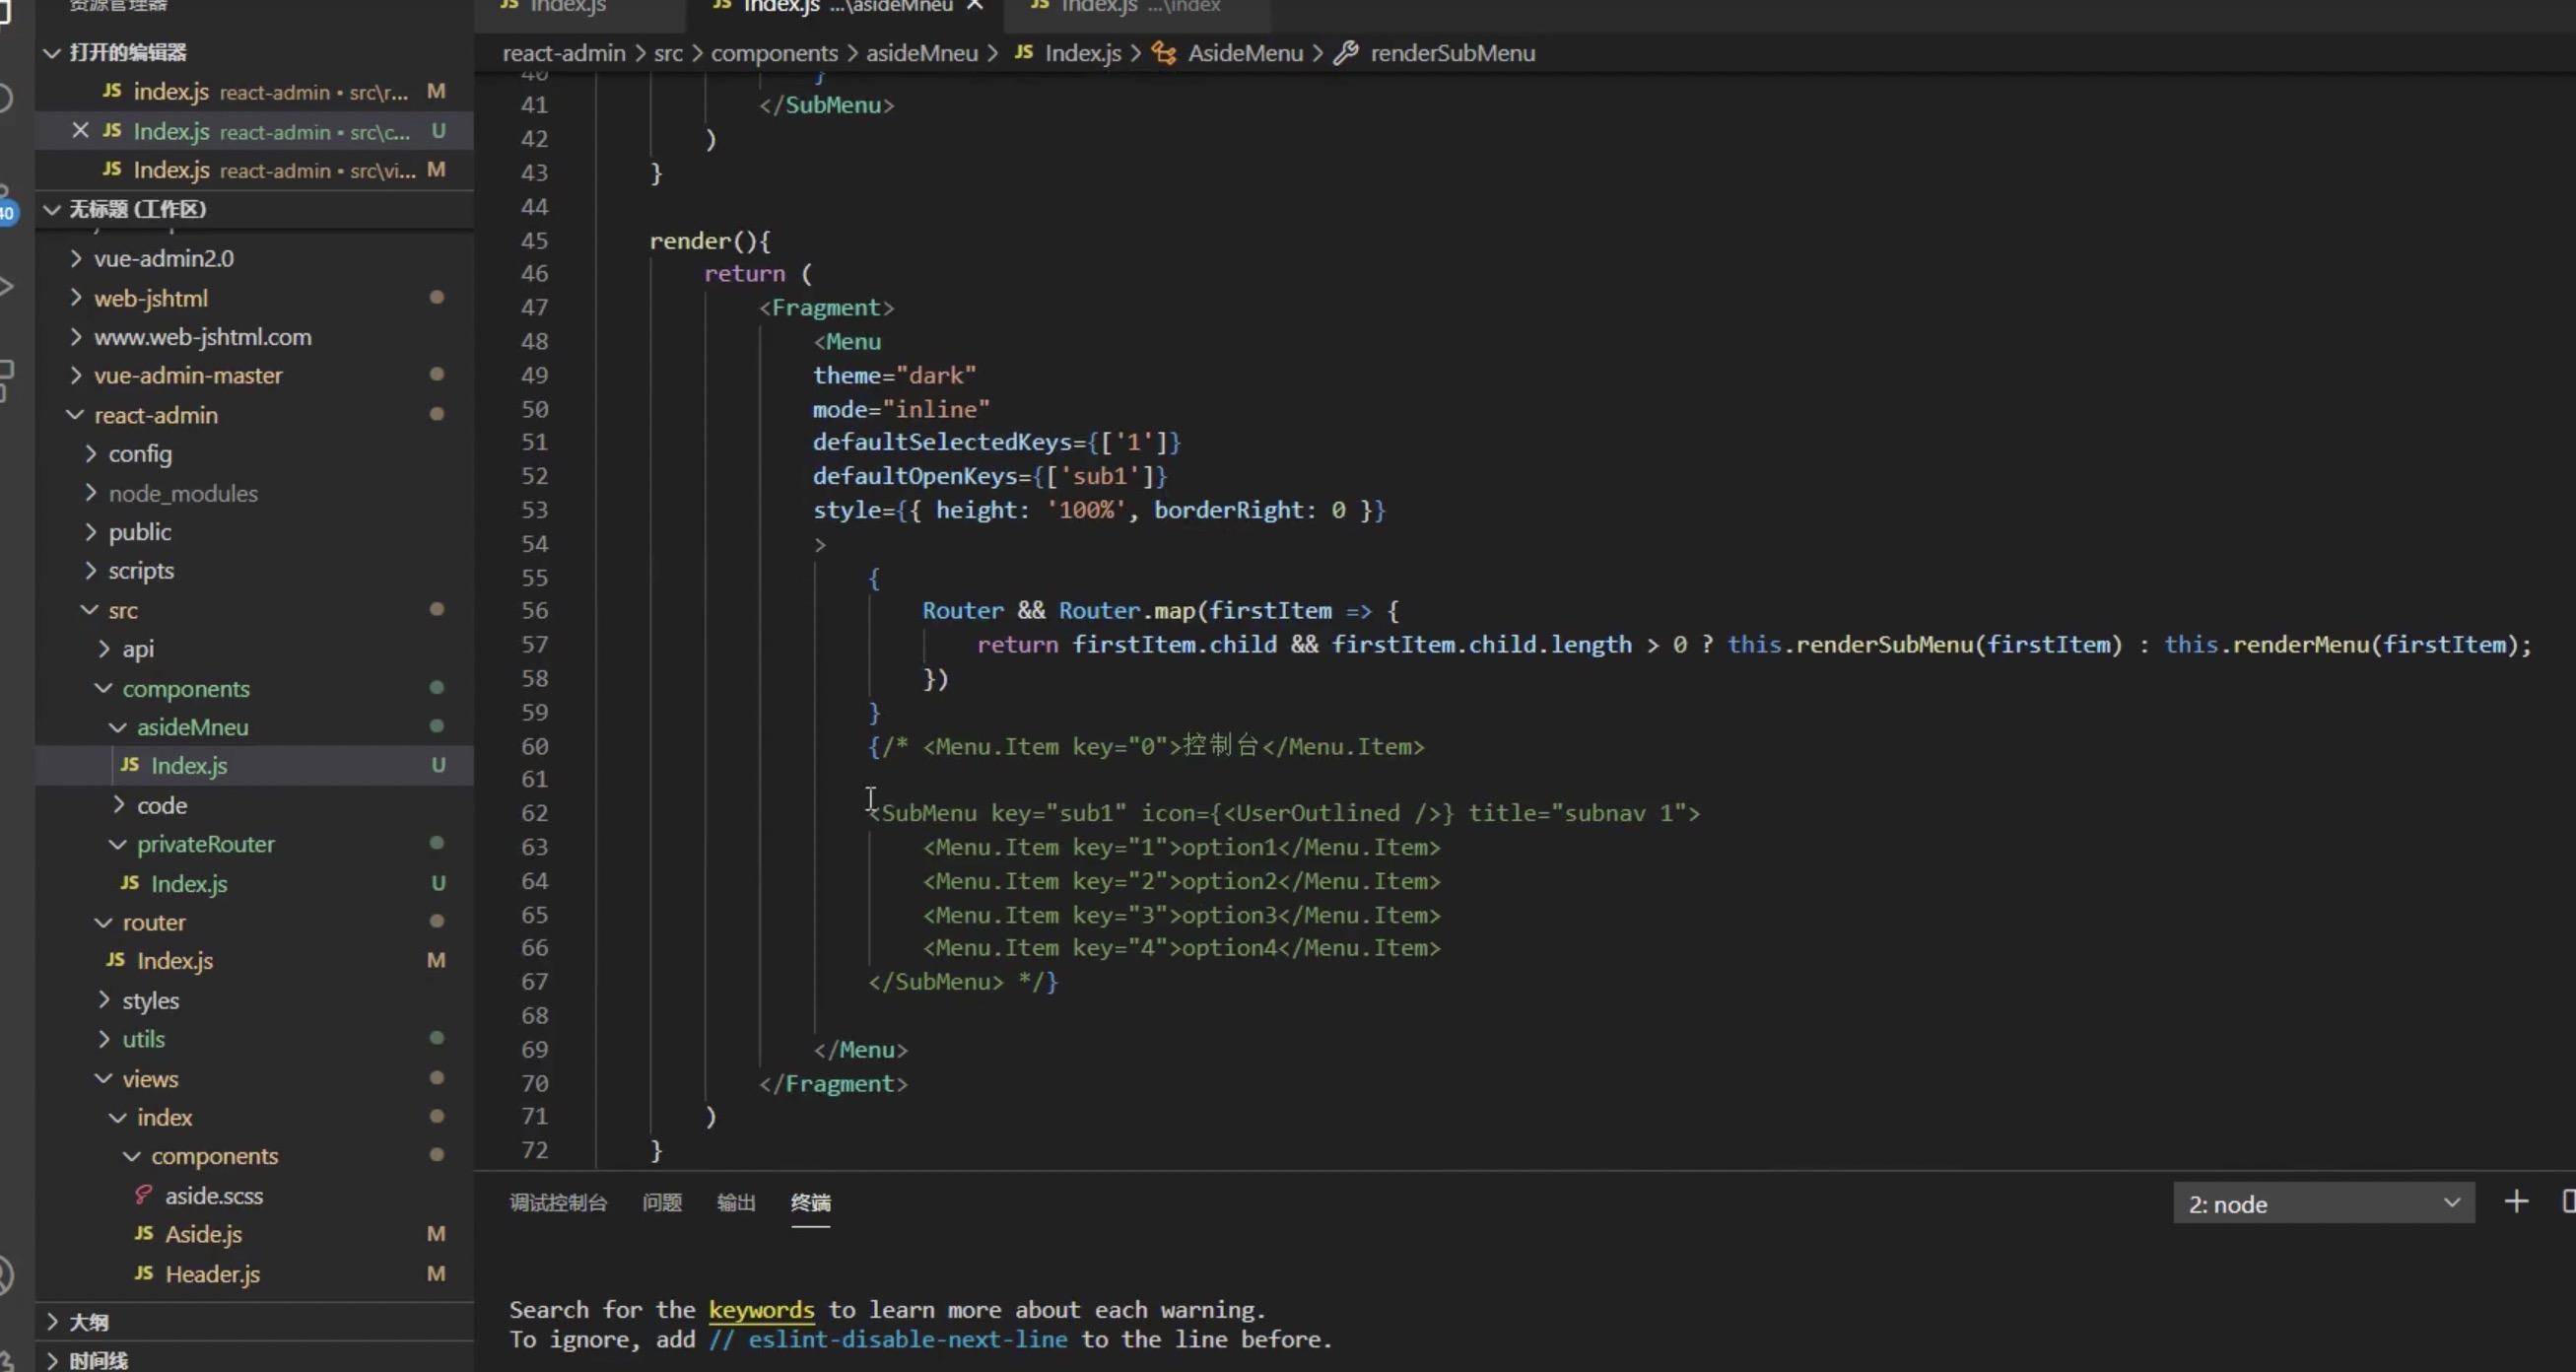 资源管理器
打开的编辑器
JS index.js react-admin • src\r... M
JS Index.js react-admin • src\c... U
JS Index.js react-admin • src\vi... M
40
无标题 (工作区)
vue-admin2.0
web-jshtml
www.web-jshtml.com
vue-admin-master
react-admin
config
node_modules
public
scripts
src
api
components
asideMneu
JS Index.js U
code
privateRouter
JS Index.js U
router
JS Index.js M
styles
utils
views
index
components
aside.scss
JS Aside.js M
JS Header.js M
大纲
时间线
JS Index.js
JS Index.js ...\asideMneu
JS Index.js ...\index
react-admin > src > components > asideMneu > JS Index.js > AsideMenu > renderSubMenu
40 }
41 </SubMenu>
42 )
43 }
44
45 render(){
46 return (
47 <Fragment>
48 <Menu
49 theme="dark"
50 mode="inline"
51 defaultSelectedKeys={['1']}
52 defaultOpenKeys={['sub1']}
53 style={{ height: '100%', borderRight: 0 }}
54 >
55 {
56 Router && Router.map(firstItem => {
57 return firstItem.child && firstItem.child.length > 0 ? this.renderSubMenu(firstItem) : this.renderMenu(firstItem);
58 })
59 }
60 {/* <Menu.Item key="0">控制台</Menu.Item>
61
62 <SubMenu key="sub1" icon={<UserOutlined />} title="subnav 1">
63 <Menu.Item key="1">option1</Menu.Item>
64 <Menu.Item key="2">option2</Menu.Item>
65 <Menu.Item key="3">option3</Menu.Item>
66 <Menu.Item key="4">option4</Menu.Item>
67 </SubMenu> */}
68
69 </Menu>
70 </Fragment>
71 )
72 }
调试控制台 问题 输出 终端
2: node
Search for the keywords to learn more about each warning.
To ignore, add // eslint-disable-next-line to the line before.